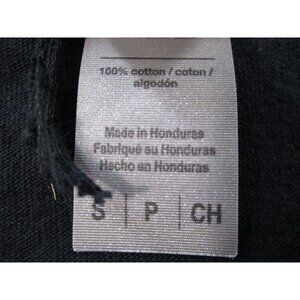 100% cotton / coton /
algodón
Made in Honduras
Fabriqué au Honduras
Hecho en Honduras
S | P | CH